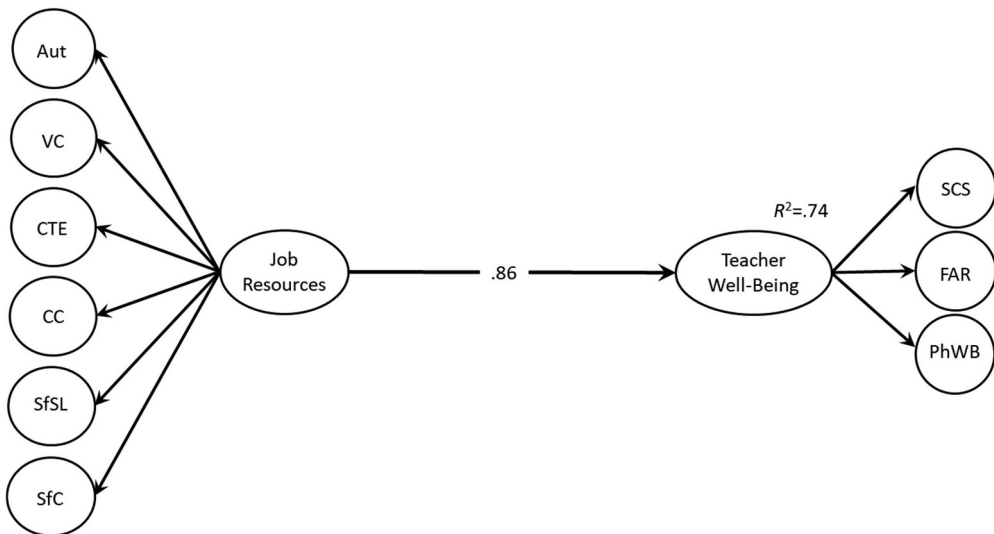 Aut
VC
CTE
CC
SfSL
SfC
Job
Resources
.86
R²=.74
Teacher
Well-Being
SCS
FAR
PhWB